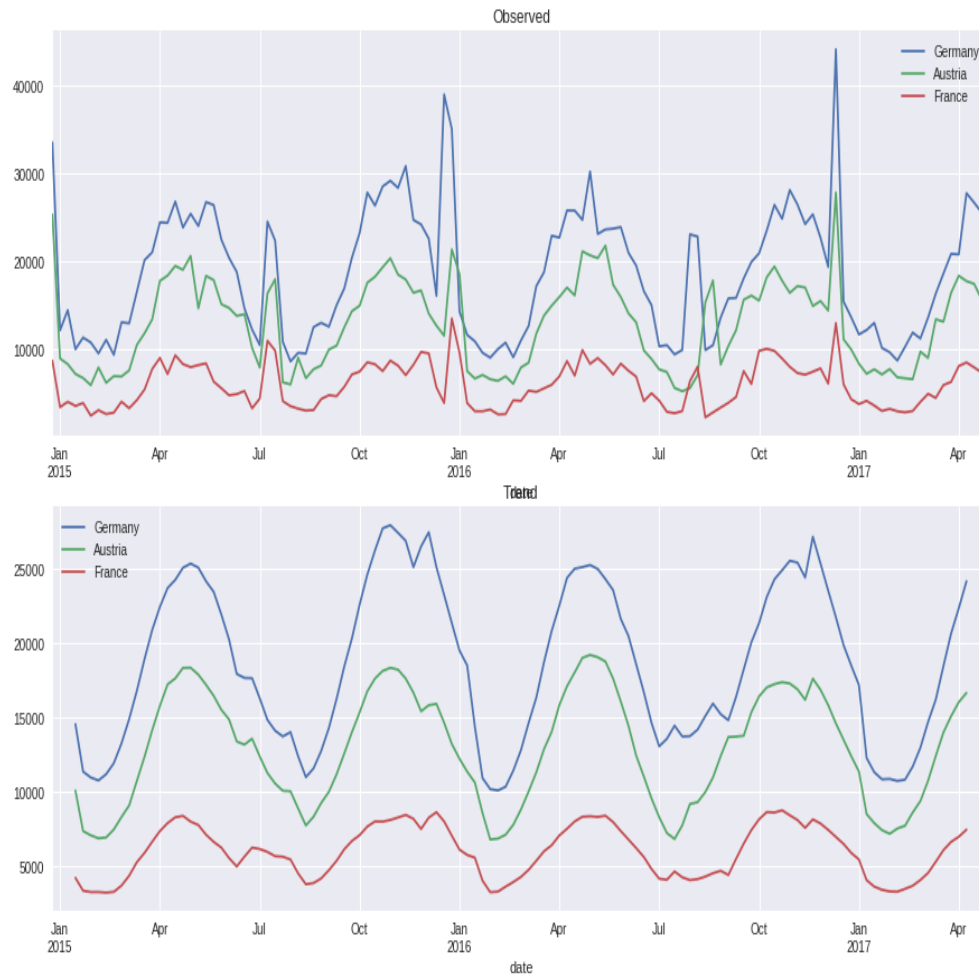 Observed
Germany
Austria
France
40000
30000
20000
10000
Jan Apr Jul Oct Jan Apr Jul Oct Jan Apr
2015 2016 2017
date
Trend
Germany
Austria
France
25000
20000
15000
10000
5000
Jan Apr Jul Oct Jan Apr Jul Oct Jan Apr
2015 2016 2017
date